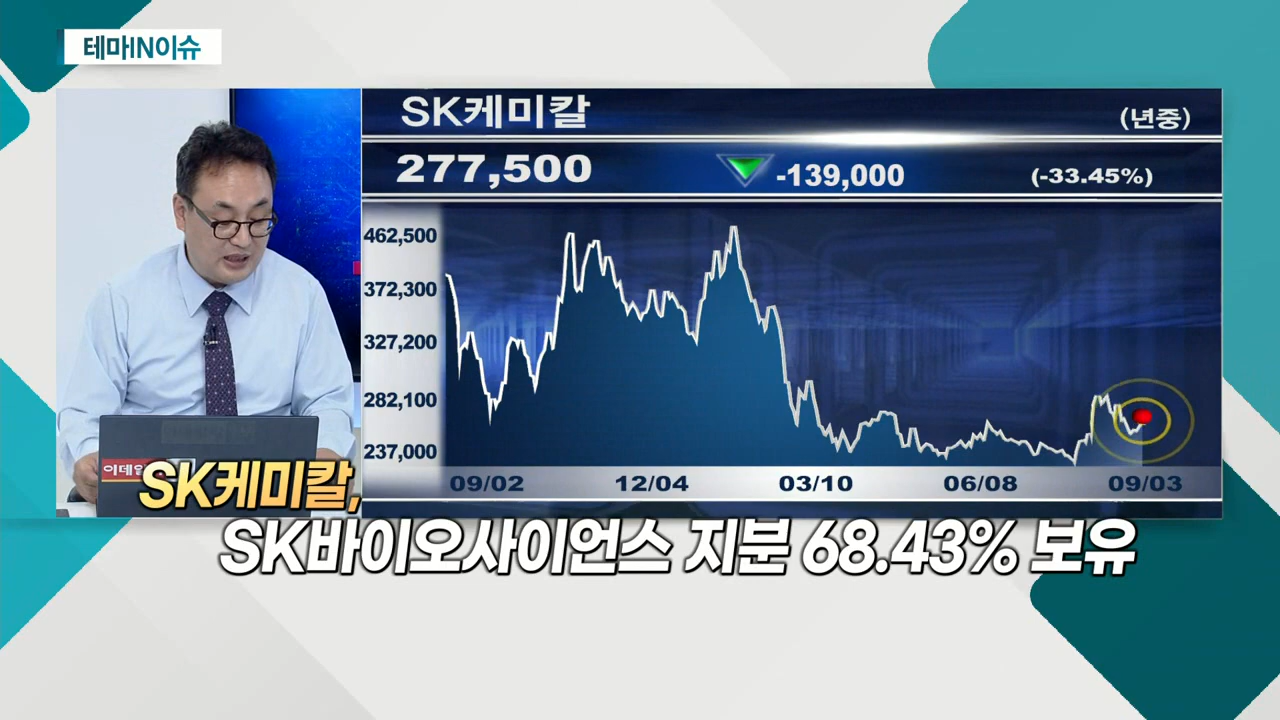 테마IN이슈
SK케미칼
(년중)
277,500
-139,000
(-33.45%)
462,500
372,300
327,200
282,100
237,000
09/02
12/04
03/10
06/08
09/03
이데일
SK케미칼,
SK바이오사이언스 지분 68.43% 보유